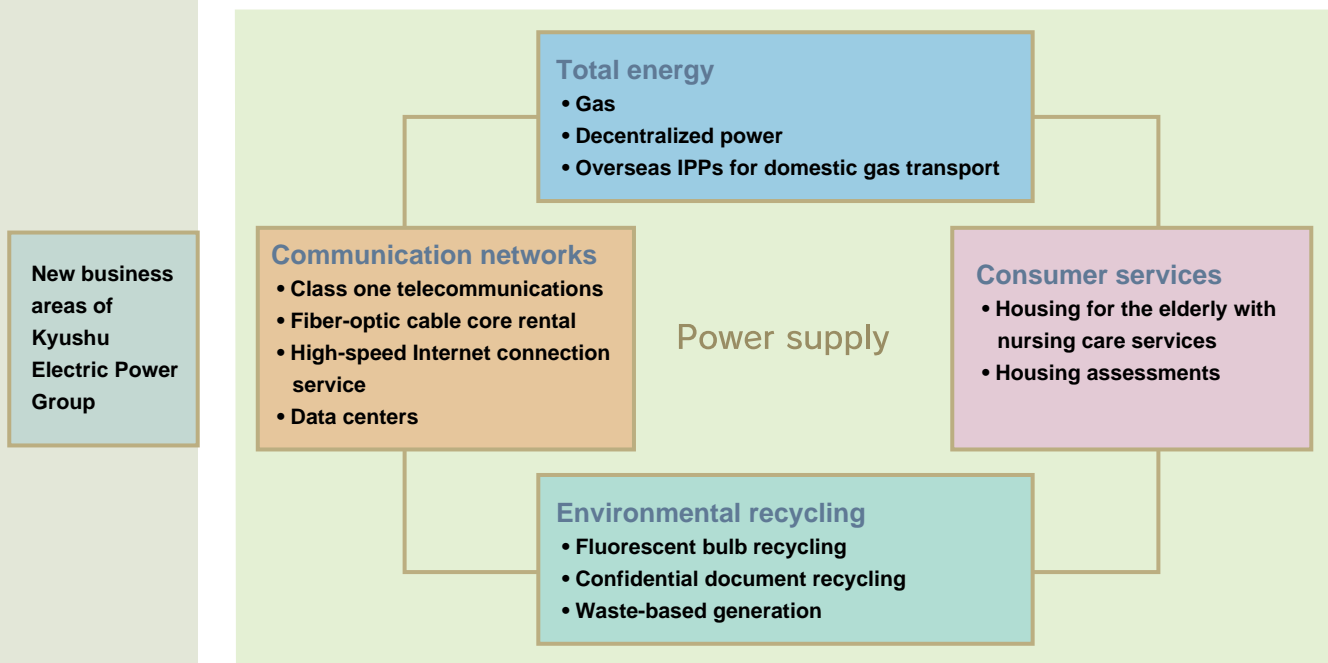 New business
areas of
Kyushu
Electric Power
Group
Total energy
• Gas
• Decentralized power
• Overseas IPPs for domestic gas transport
Communication networks
• Class one telecommunications
• Fiber-optic cable core rental
• High-speed Internet connection
service
• Data centers
Power supply
Consumer services
• Housing for the elderly with
nursing care services
• Housing assessments
Environmental recycling
• Fluorescent bulb recycling
• Confidential document recycling
• Waste-based generation